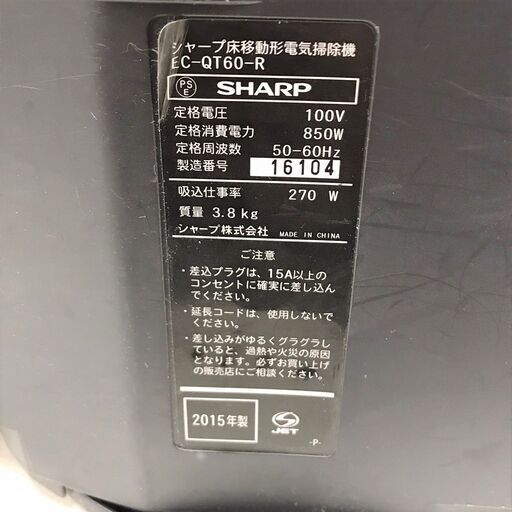 シャープ床移動形電気掃除機
EC-QT60-R
PS E SHARP
定格電圧 100V
定格消費電力 850W
定格周波数 50-60Hz
製造番号 16104
吸込仕事率 270 W
質量 3.8 kg
シャープ株式会社 MADE IN CHINA
ご注意
・差込プラグは、15A以上の
コンセントに確実に差し込ん
でください。
・延長コードは、使用しないで
ください。
・差し込みがゆるくグラグラし
ていると、過熱や火災の原因
となります。必ずお買い上げ
の販売店にご相談ください。
2015年製 JET -P-